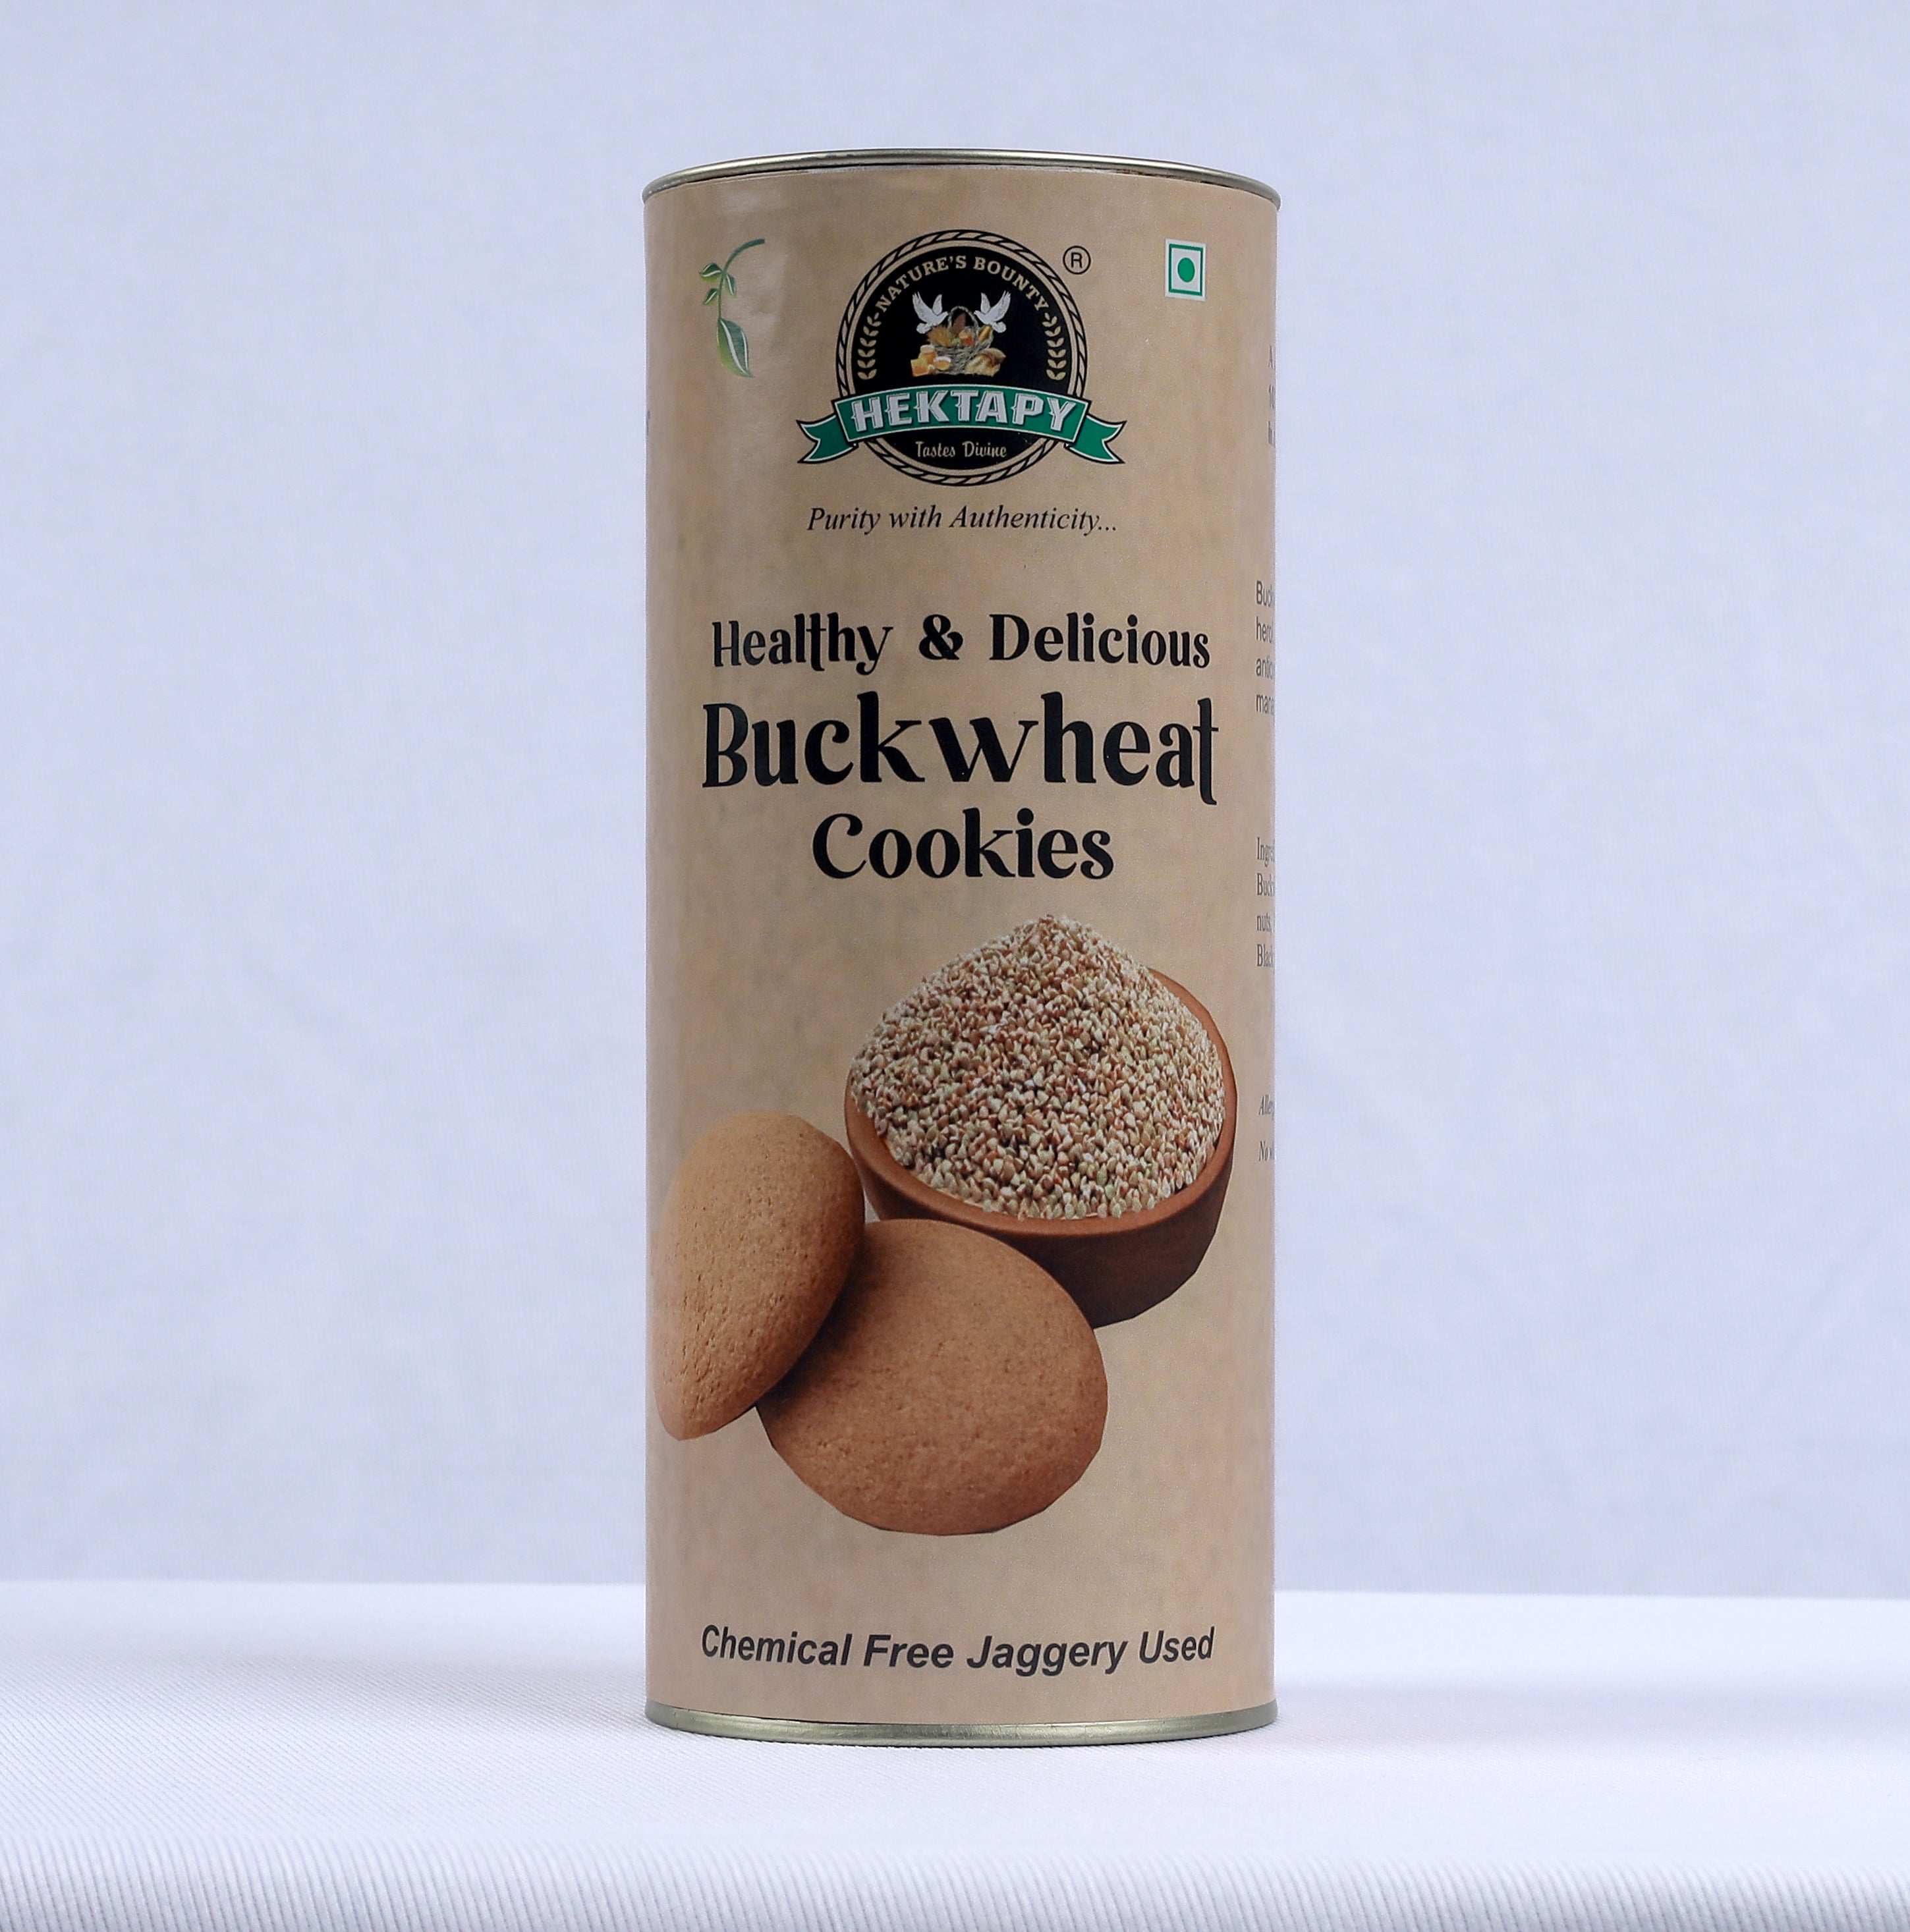 NATURE'S BOUNTY
®
HEKTAPY
Tastes Divine
Purity with Authenticity...
Healthy & Delicious
Buckwheat
Cookies
Chemical Free Jaggery Used